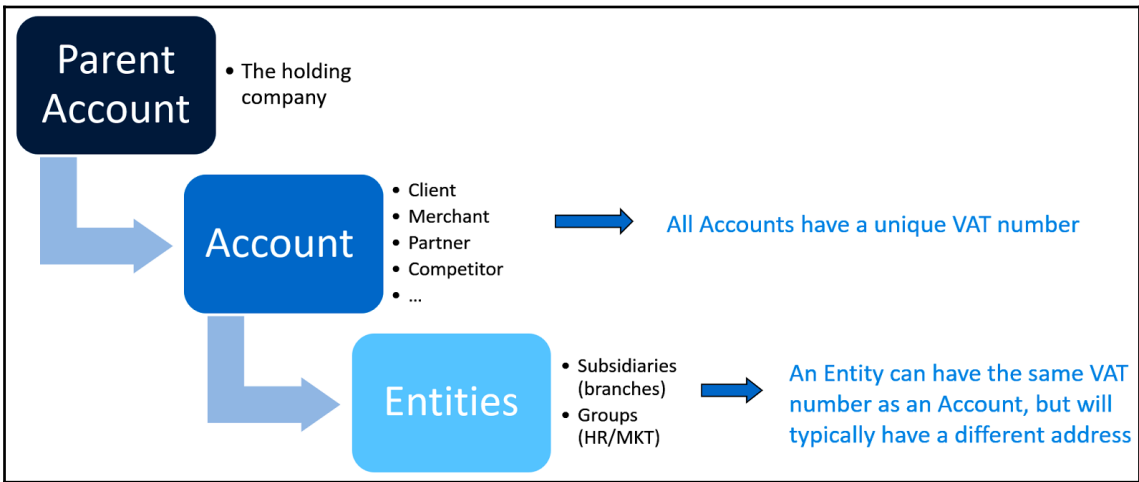 Parent
Account
• The holding
company
Account
• Client
• Merchant
• Partner
• Competitor
• ...
All Accounts have a unique VAT number
Entities
• Subsidiaries
(branches)
• Groups
(HR/MKT)
An Entity can have the same VAT
number as an Account, but will
typically have a different address